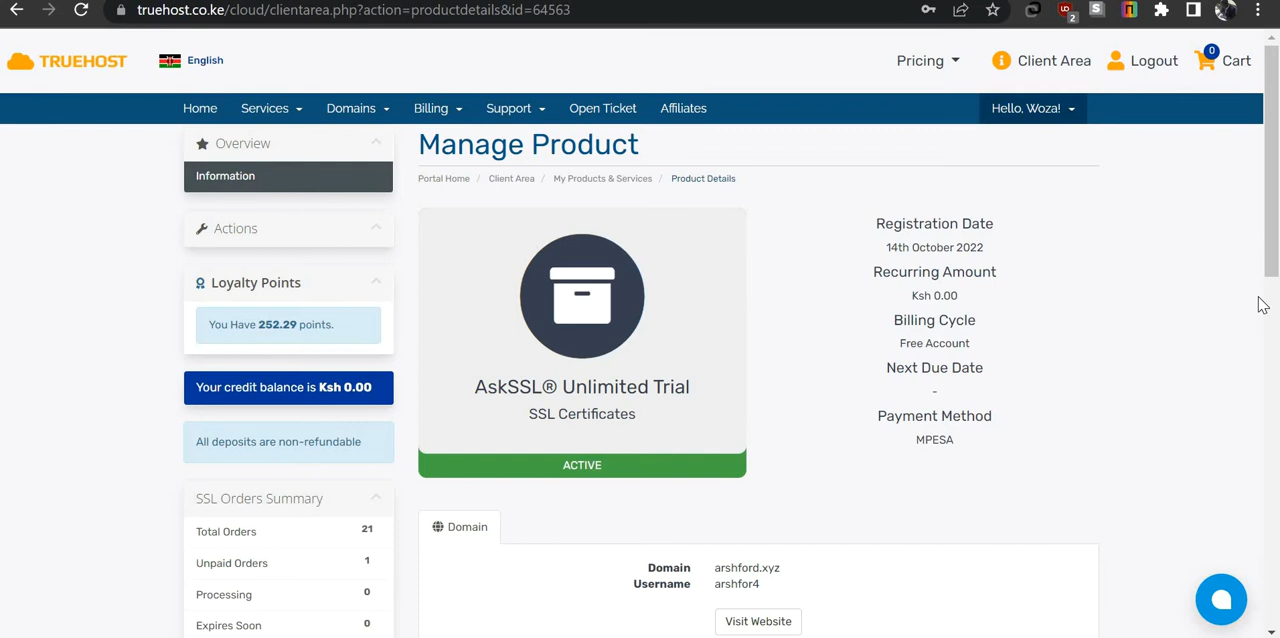 truehost.co.ke/cloud/clientarea.php?action=productdetails&id=64563
2
S
TRUEHOST
English
Pricing
Client Area
Logout
0
Cart
Home
Services
Domains
Billing
Support
Open Ticket
Affiliates
Hello, Woza!
Overview
Information
Actions
Loyalty Points
You Have 252.29 points.
Your credit balance is Ksh 0.00
All deposits are non-refundable
SSL Orders Summary
Total Orders 21
Unpaid Orders 1
Processing 0
Expires Soon 0
Manage Product
Portal Home / Client Area / My Products & Services / Product Details
AskSSL® Unlimited Trial
SSL Certificates
ACTIVE
Registration Date
14th October 2022
Recurring Amount
Ksh 0.00
Billing Cycle
Free Account
Next Due Date
-
Payment Method
MPESA
Domain
Domain arshford.xyz
Username arshfor4
Visit Website